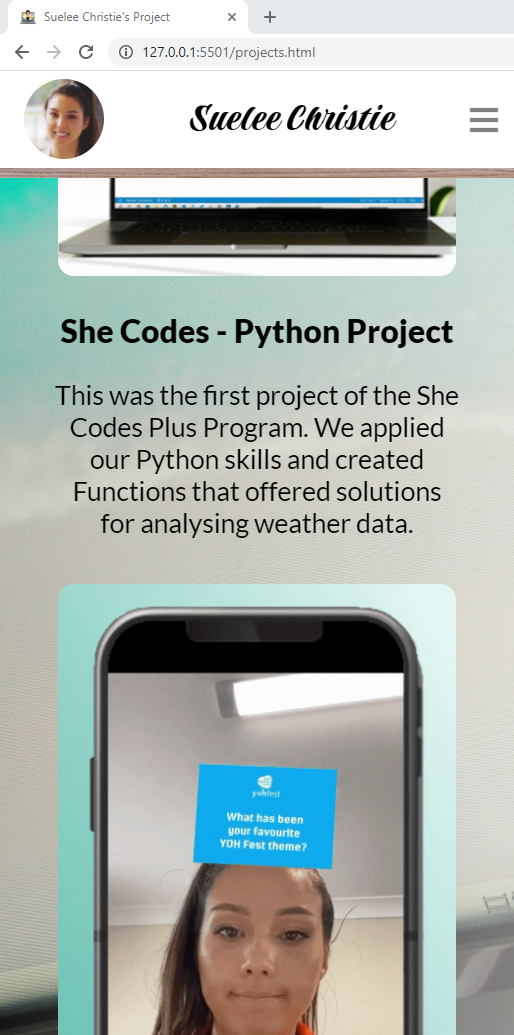 Suelee Christie's Project
127.0.0.1:5501/projects.html
Suelee Christie
She Codes - Python Project
This was the first project of the She
Codes Plus Program. We applied
our Python skills and created
Functions that offered solutions
for analysing weather data.
yohfest
What has been
your favourite
YOH Fest theme?